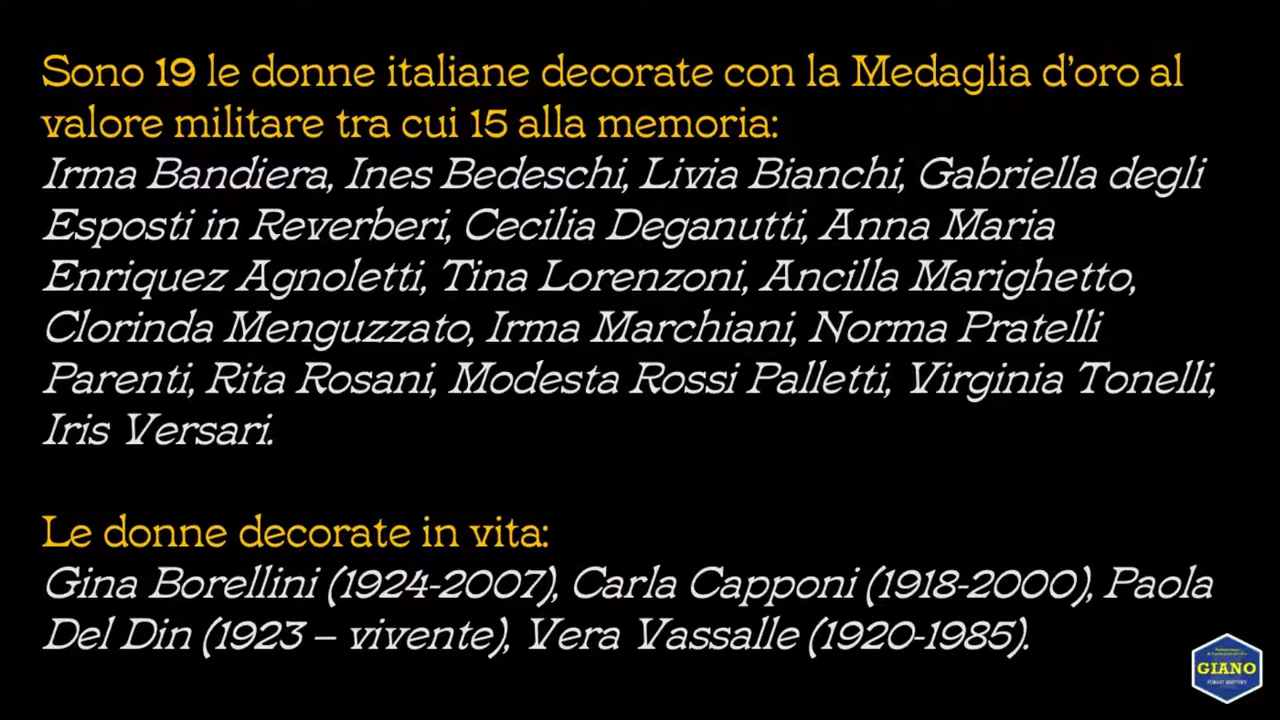 Sono 19 le donne italiane decorate con la Medaglia d'oro al
valore militare tra cui 15 alla memoria:
Irma Bandiera, Ines Bedeschi, Livia Bianchi, Gabriella degli
Esposti in Reverberi, Cecilia Deganutti, Anna Maria
Enriquez Agnoletti, Tina Lorenzoni, Ancilla Marighetto,
Clorinda Menguzzato, Irma Marchiani, Norma Pratelli
Parenti, Rita Rosani, Modesta Rossi Palletti, Virginia Tonelli,
Iris Versari.
Le donne decorate in vita:
Gina Borellini (1924-2007), Carla Capponi (1918-2000), Paola
Del Din (1923 – vivente), Vera Vassalle (1920-1985).
GIANO
PUBLIC HISTORY